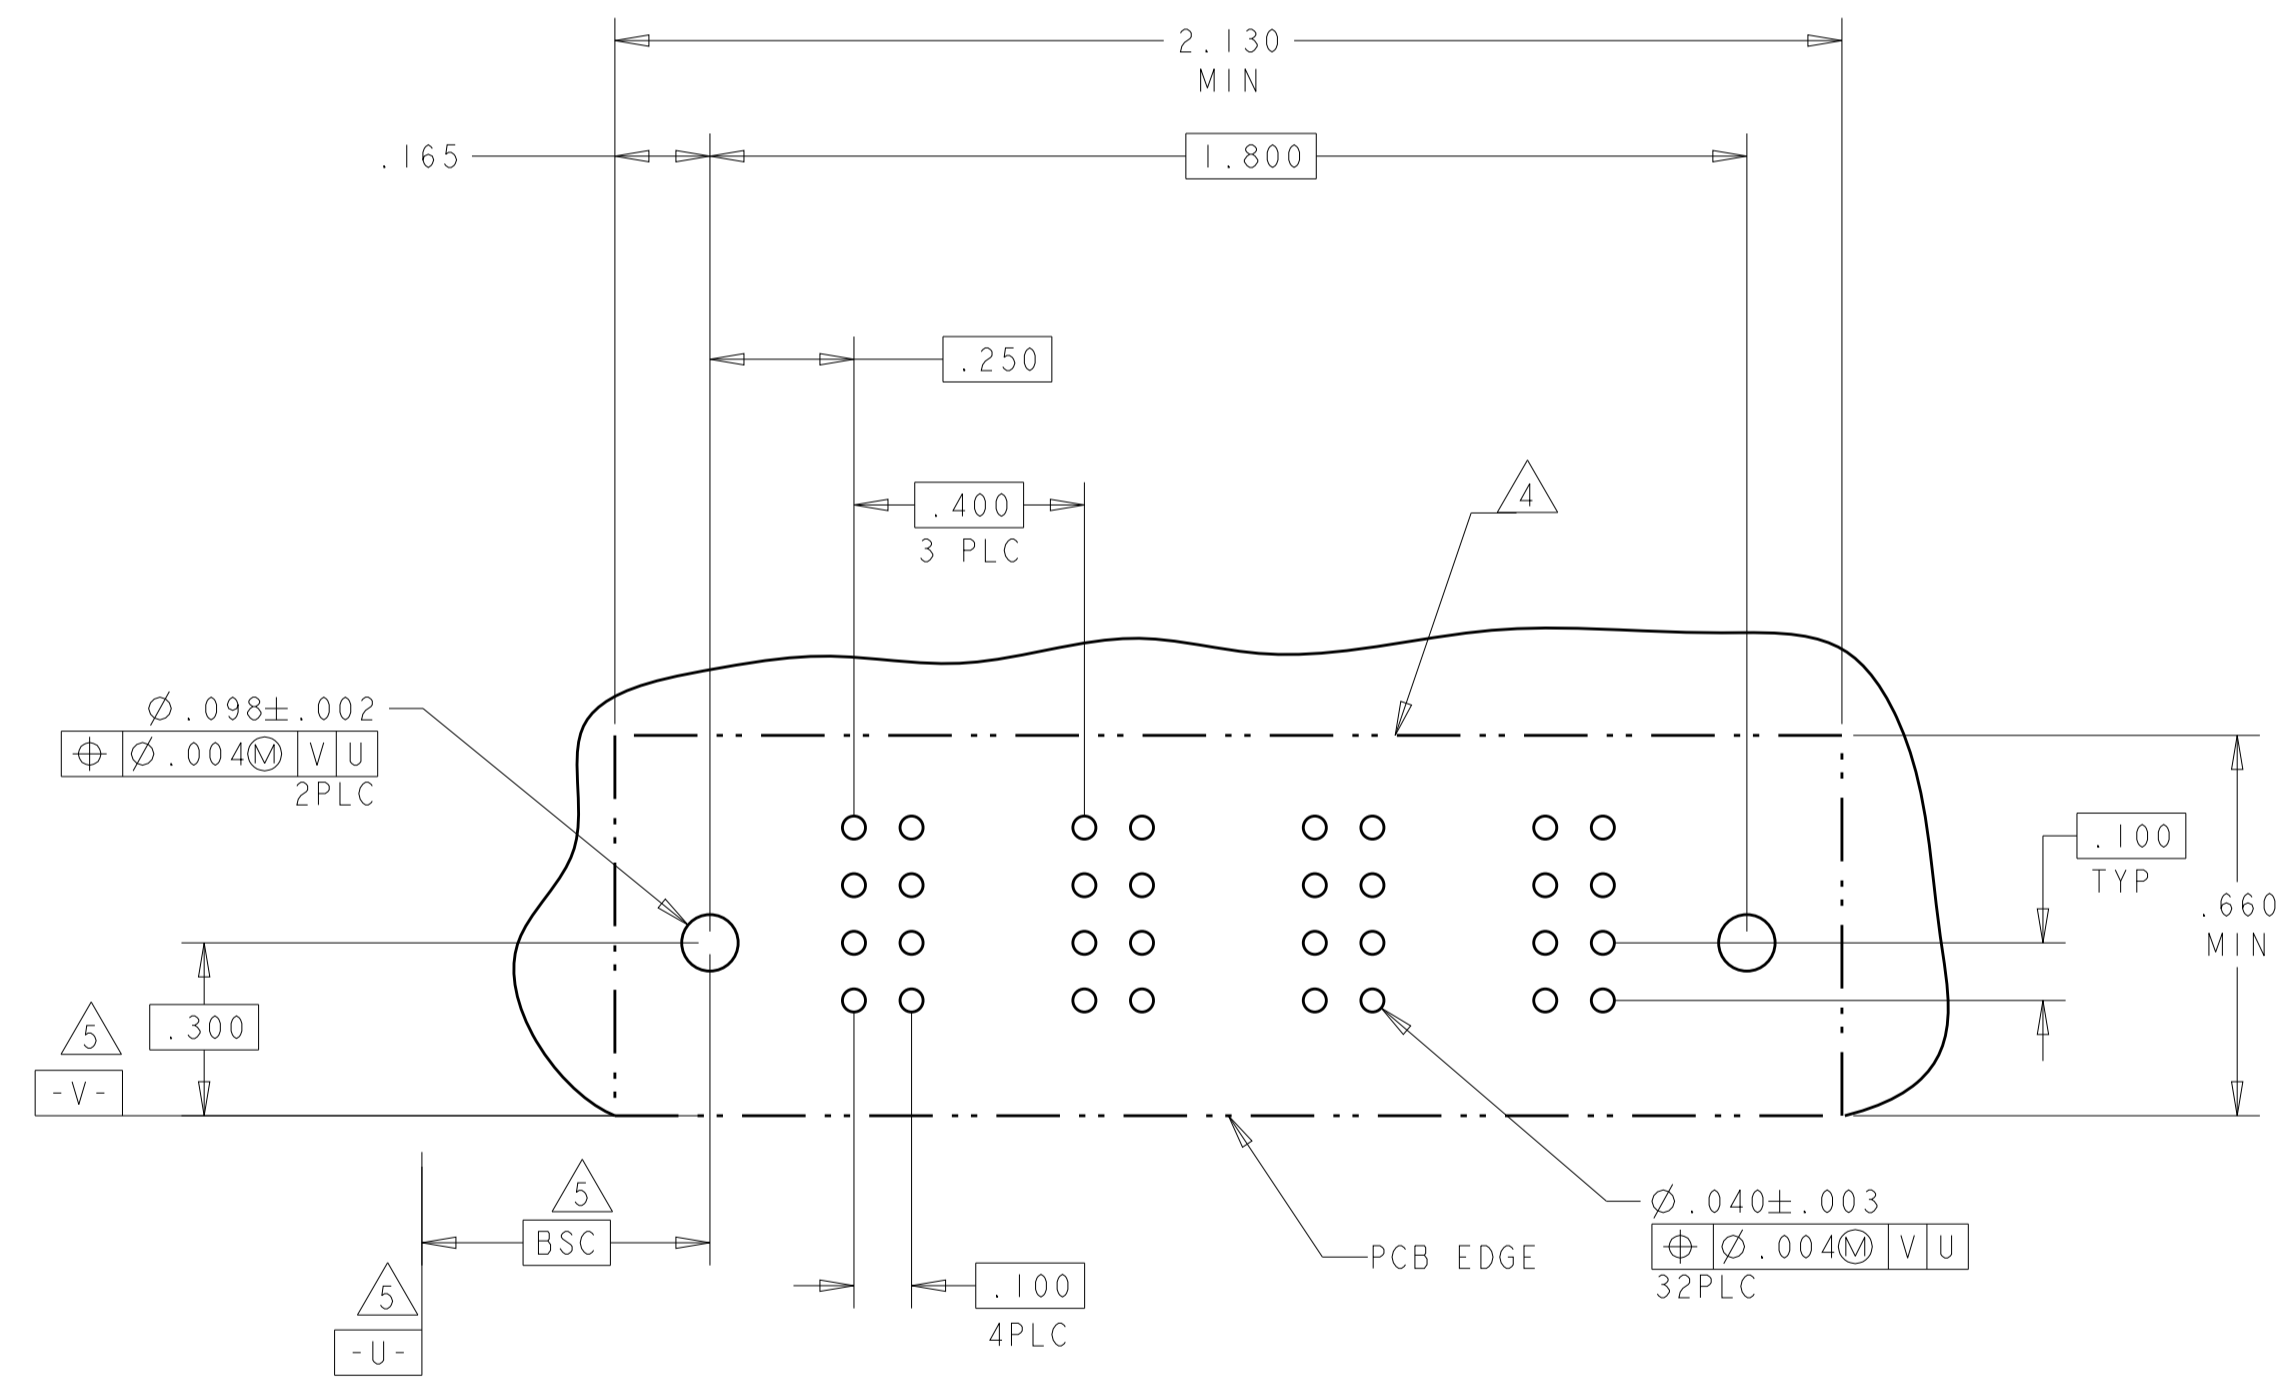 2.130
MIN
.165
1.800
.250
.400
3 PLC
4
Ø.098±.002
⌖ Ø.004Ⓜ V U
2PLC
.100
TYP
.660
MIN
.300
5
-V-
5
BSC
5
-U-
.100
4PLC
PCB EDGE
Ø.040±.003
⌖ Ø.004Ⓜ V U
32PLC